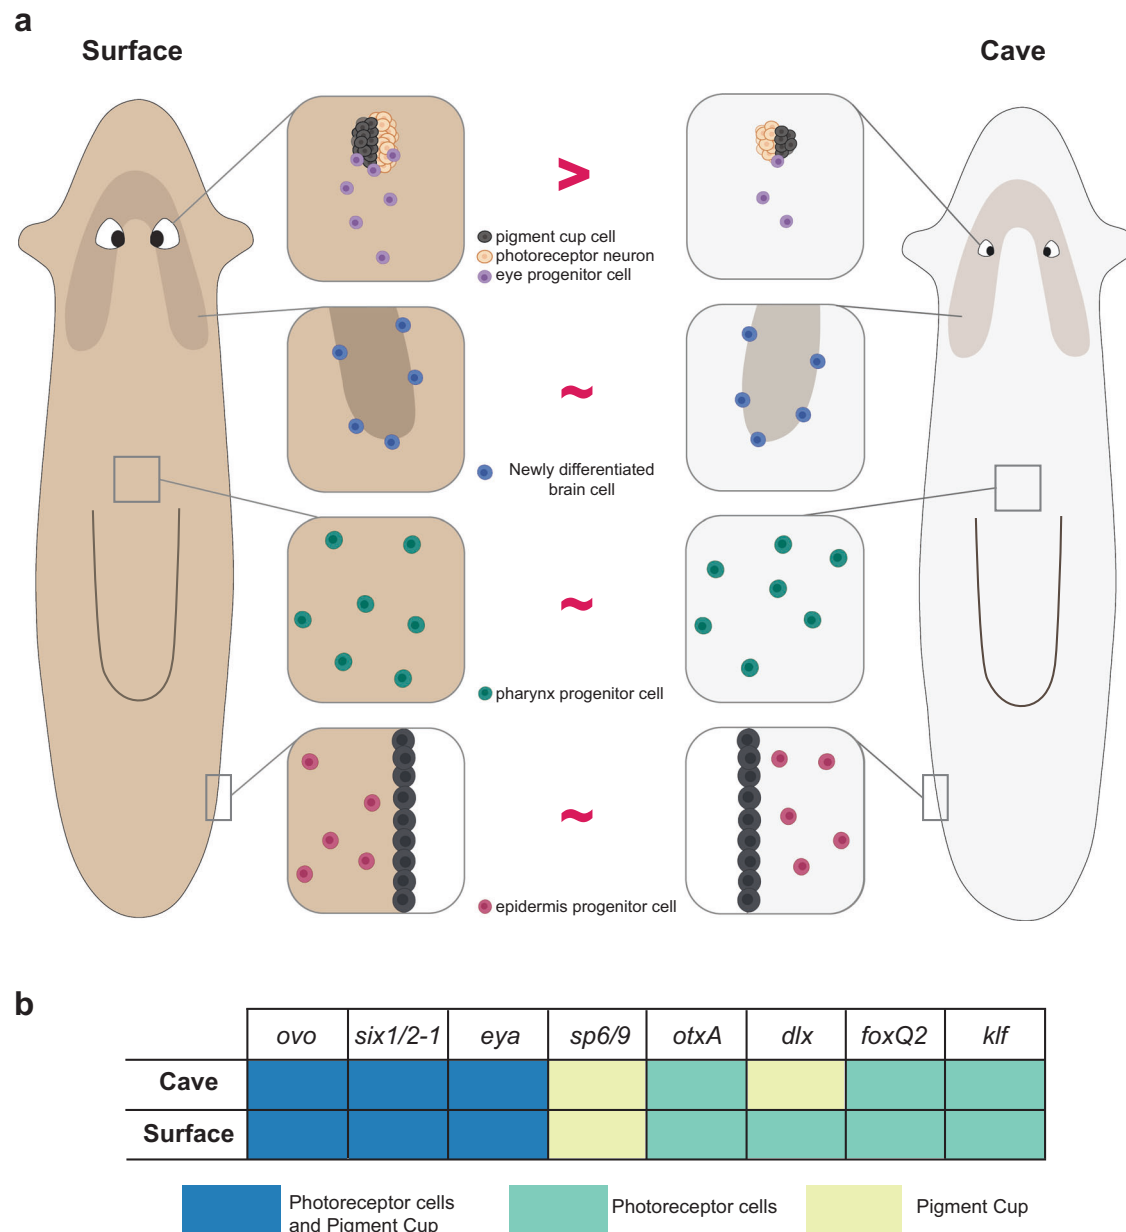 a
Surface
Cave
>
pigment cup cell
photoreceptor neuron
eye progenitor cell
~
Newly differentiated
brain cell
~
pharynx progenitor cell
~
epidermis progenitor cell
b
ovo six1/2-1 eya sp6/9 otxA dlx foxQ2 klf
Cave
Surface
Photoreceptor cells
and Pigment Cup
Photoreceptor cells
Pigment Cup